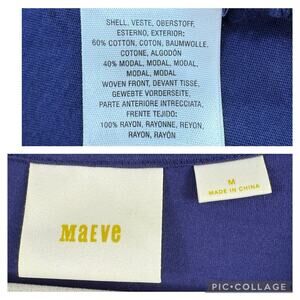 SHELL, VESTE, OBERSTOFF,
ESTERNO, EXTERIOR:
60% COTTON, COTON, BAUMWOLLE,
COTONE, ALGODÓN
40% MODAL, MODAL, MODAL,
MODAL, MODAL
WOVEN FRONT, DEVANT TISSÉ,
GEWEBTE VORDERSEITE,
PARTE ANTERIORE INTRECCIATA,
FRENTE TEJIDO:
100% RAYON, RAYONNE, REYON,
RAYON, RAYÓN
MAEVE
M
MADE IN CHINA
PIC•COLLAGE